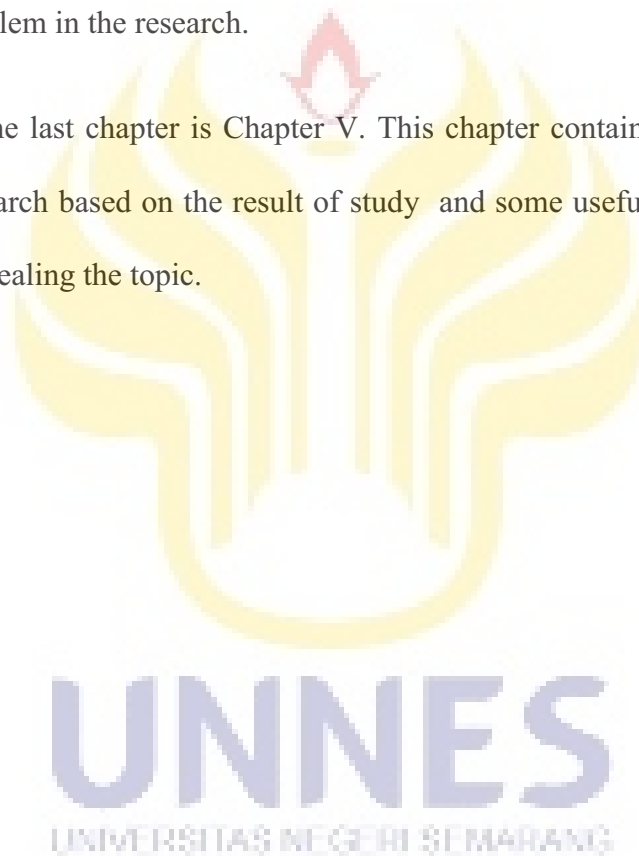 lem in the research.
ne last chapter is Chapter V. This chapter contain
arch based on the result of study and some usefu
ealing the topic.
UNNES
UNIVERSITAS NEGERI SEMARANG